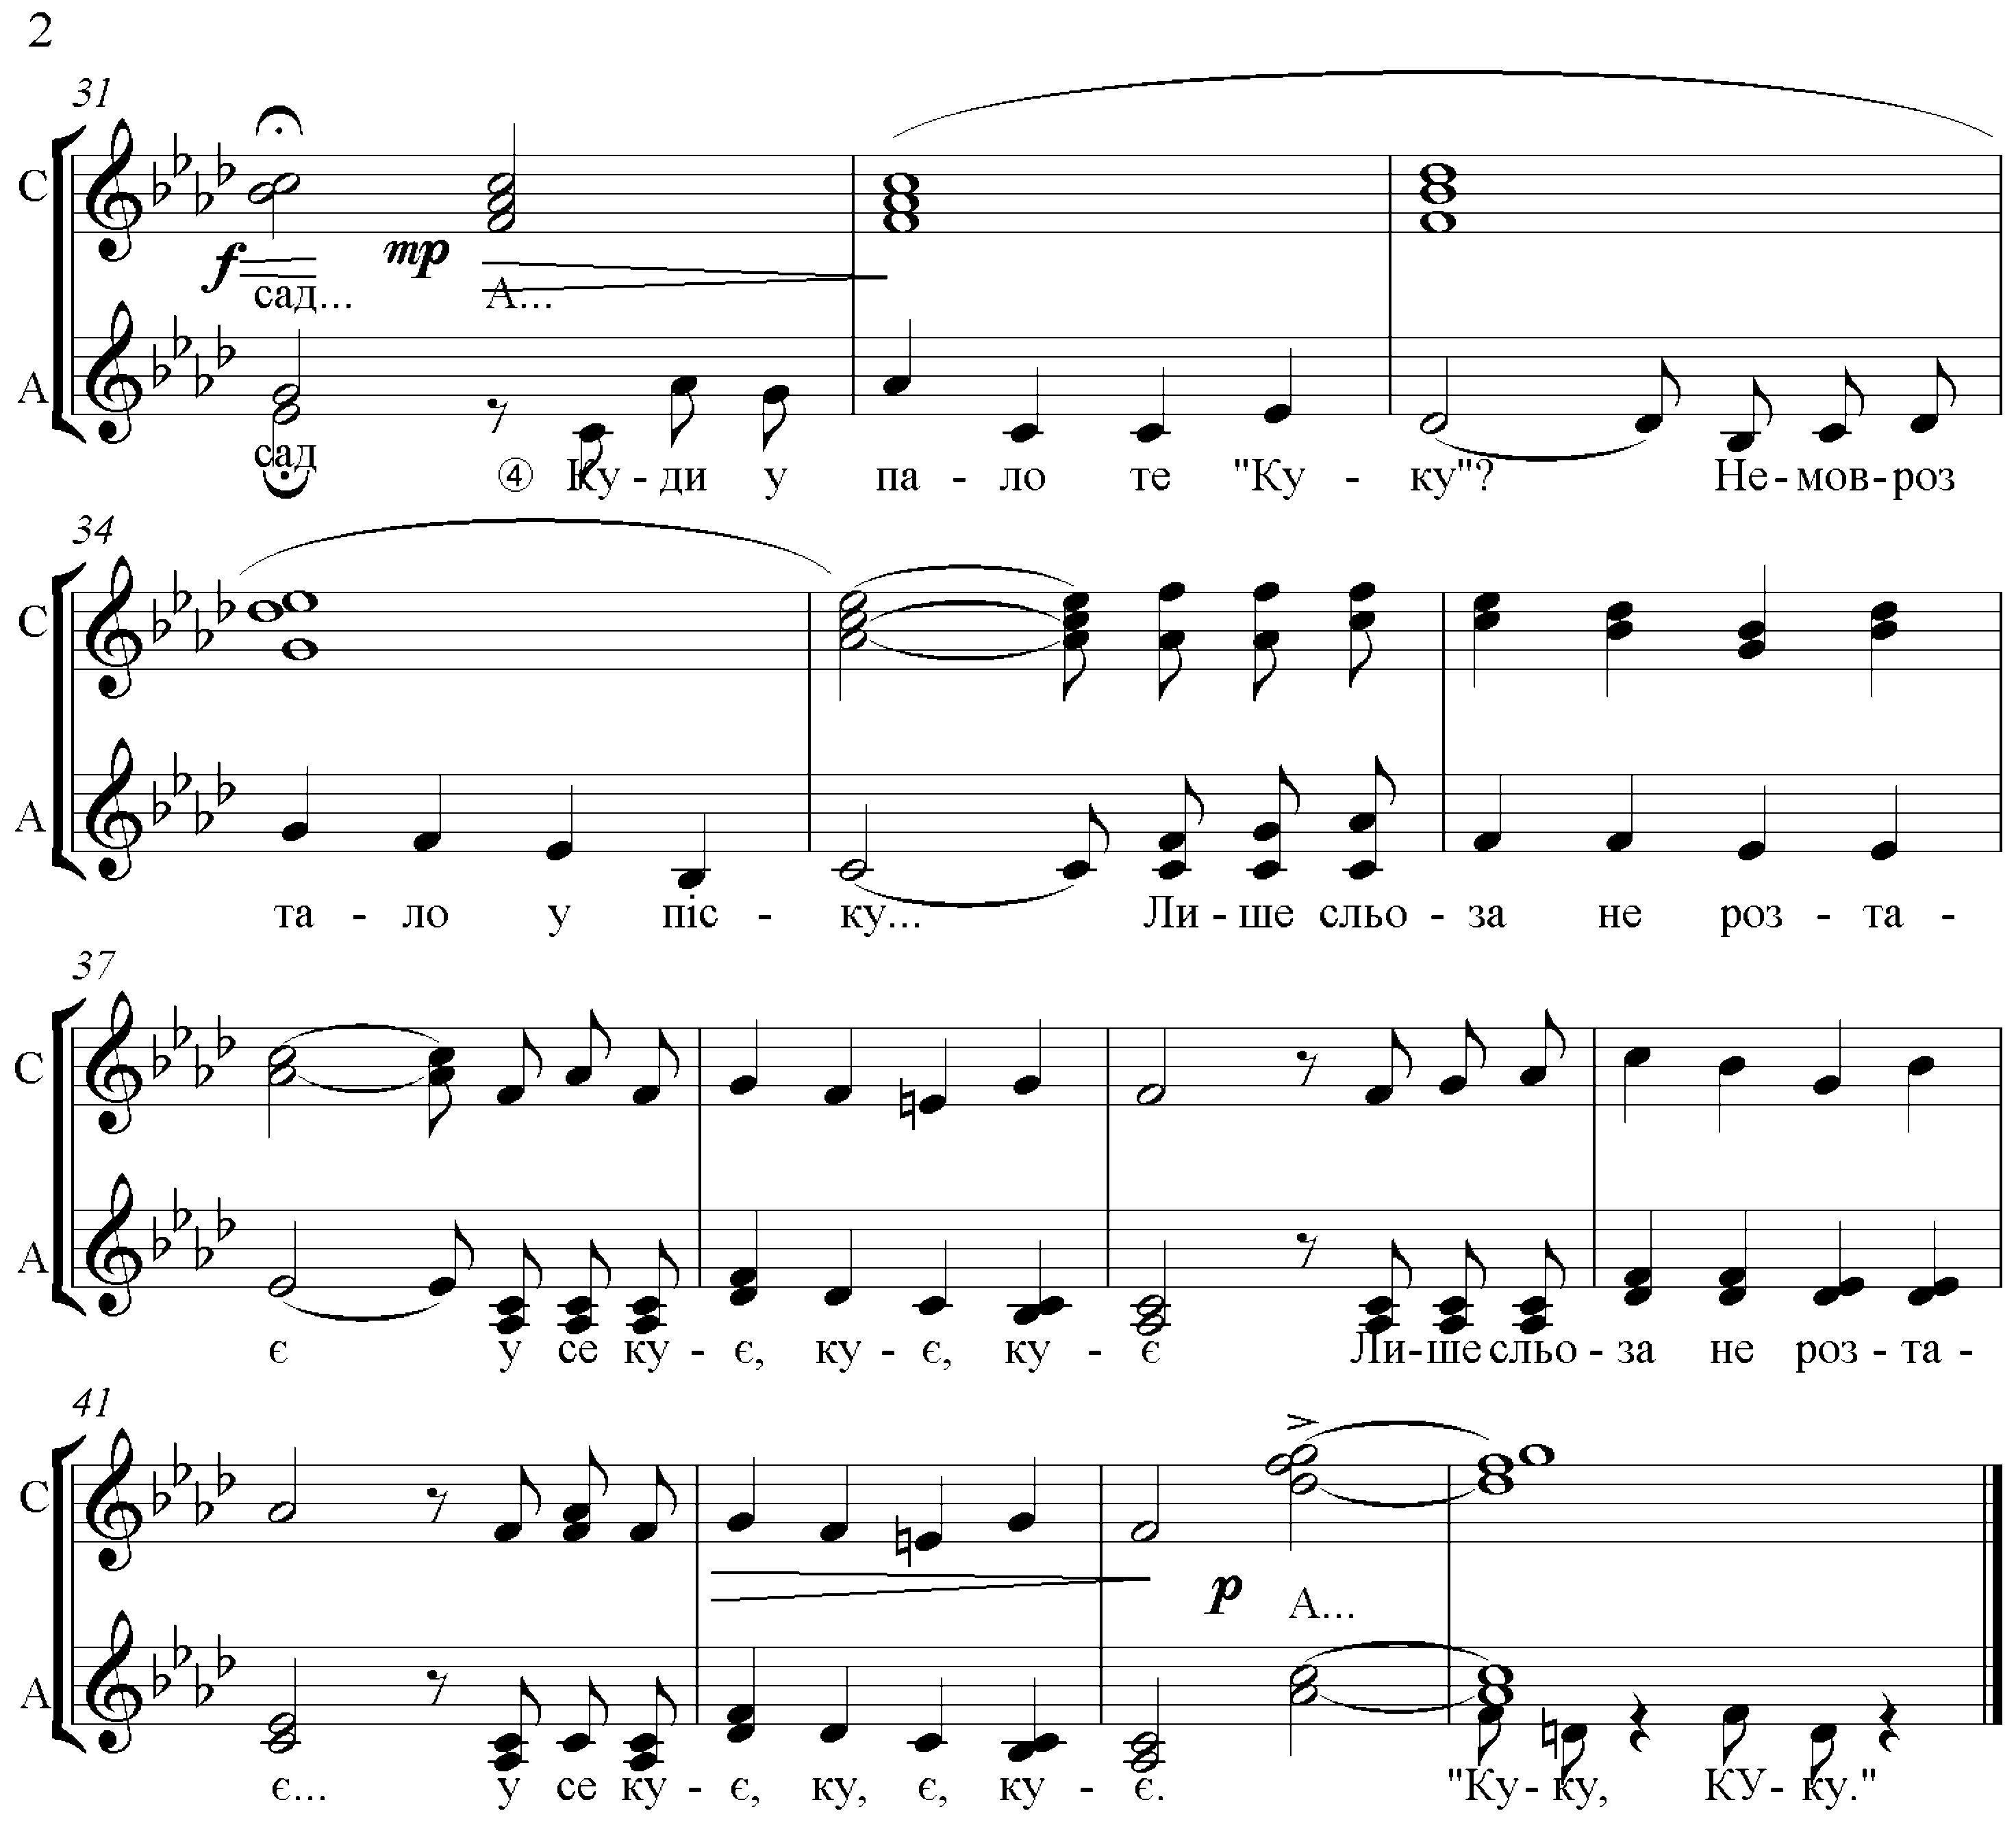 2
31
C
f mp
сад... А...
A
сад ④ Ку - ди у па - ло те "Ку - ку"? Не - мов - роз
34
C
A
та - ло у піс - ку... Ли - ше сльо - за не роз - та -
37
C
A
є у се ку - є, ку - є, ку - є Ли - ше сльо - за не роз - та -
41
C
p А...
A
є... у се ку - є, ку, є, ку - є. "Ку - ку, КУ - ку."